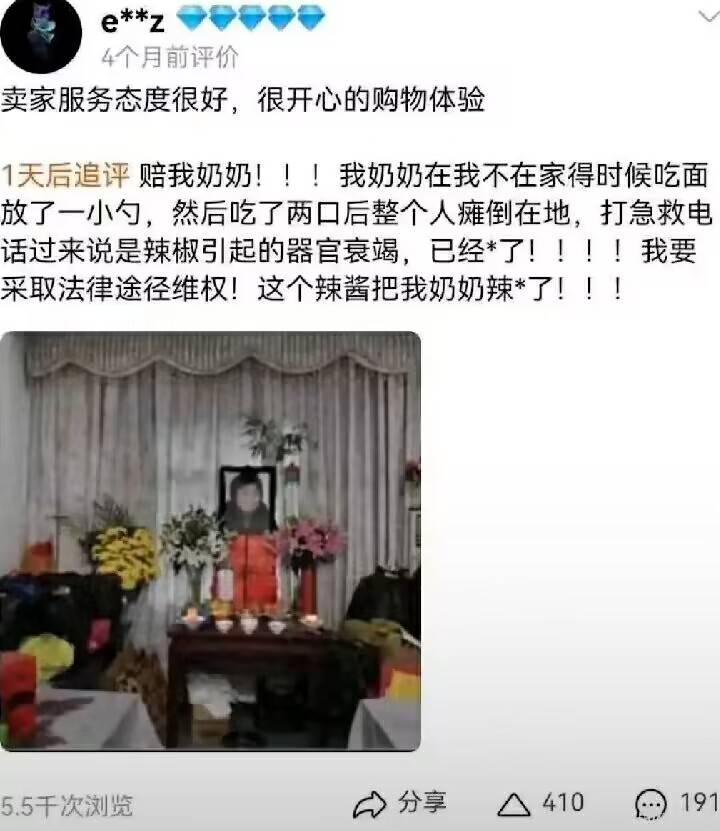 e**z
4个月前评价
卖家服务态度很好，很开心的购物体验
1天后追评 赔我奶奶！！！我奶奶在我不在家得时候吃面
放了一小勺，然后吃了两口后整个人瘫倒在地，打急救电
话过来说是辣椒引起的器官衰竭，已经*了！！！！我要
采取法律途径维权！这个辣酱把我奶奶辣*了！！！
5.5千次浏览
分享
410
191